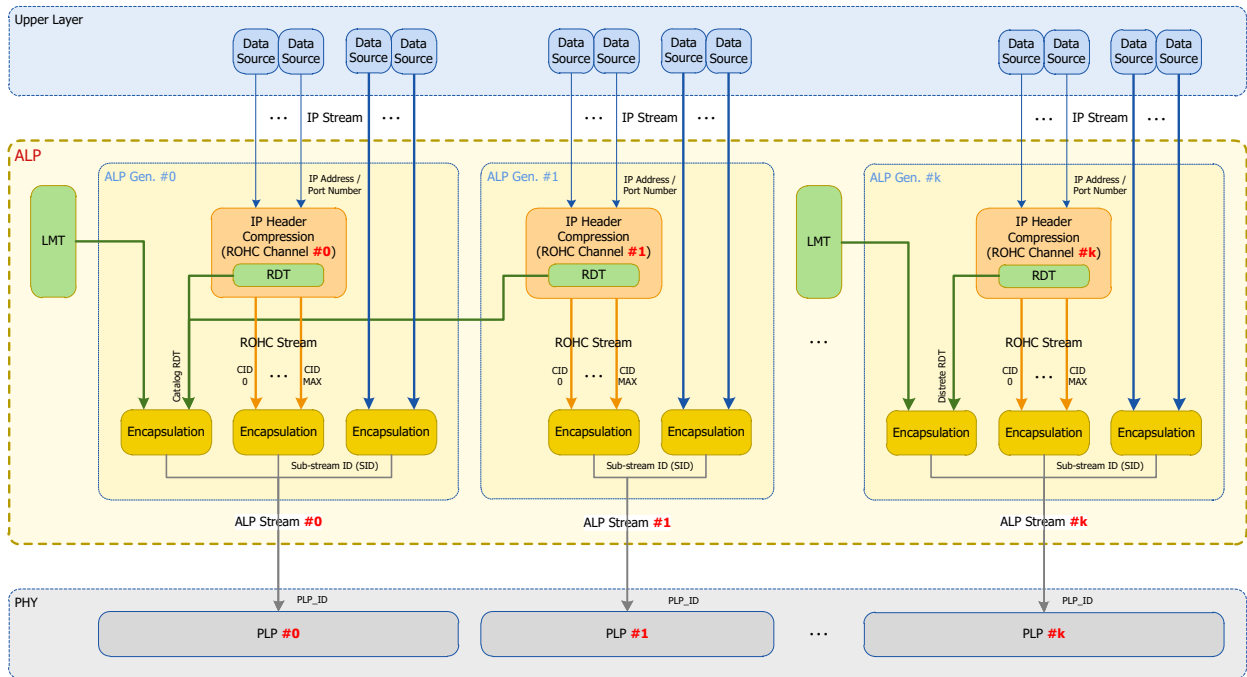 Upper Layer
Data
Source
Data
Source
Data
Source
Data
Source
Data
Source
Data
Source
Data
Source
Data
Source
Data
Source
Data
Source
Data
Source
Data
Source
... IP Stream ...
... IP Stream ...
... IP Stream ...
ALP
ALP Gen. #0
IP Address /
Port Number
ALP Gen. #1
IP Address /
Port Number
ALP Gen. #k
IP Address /
Port Number
LMT
IP Header
Compression
(ROHC Channel #0)
RDT
IP Header
Compression
(ROHC Channel #1)
RDT
LMT
IP Header
Compression
(ROHC Channel #k)
RDT
...
Catalog RDT
ROHC Stream
CID
0
...
CID
MAX
ROHC Stream
CID
0
...
CID
MAX
Distrete RDT
ROHC Stream
CID
0
...
CID
MAX
Encapsulation
Encapsulation
Encapsulation
Encapsulation
Encapsulation
Encapsulation
Encapsulation
Encapsulation
Sub-stream ID (SID)
Sub-stream ID (SID)
Sub-stream ID (SID)
ALP Stream #0
ALP Stream #1
ALP Stream #k
PHY
PLP_ID
PLP_ID
PLP_ID
PLP #0
PLP #1
...
PLP #k